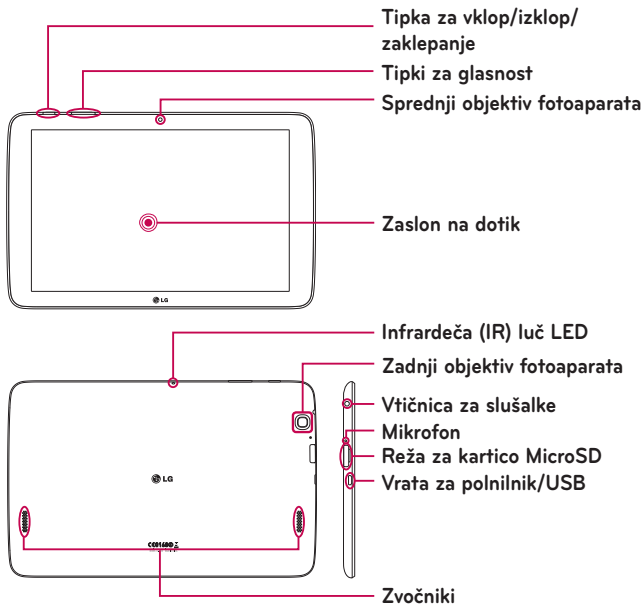 Tipka za vklop/izklop/
zaklepanje
Tipki za glasnost
Sprednji objektiv fotoaparata
Zaslon na dotik
LG
Infrardeča (IR) luč LED
Zadnji objektiv fotoaparata
Vtičnica za slušalke
Mikrofon
Reža za kartico MicroSD
Vrata za polnilnik/USB
LG
Zvočniki